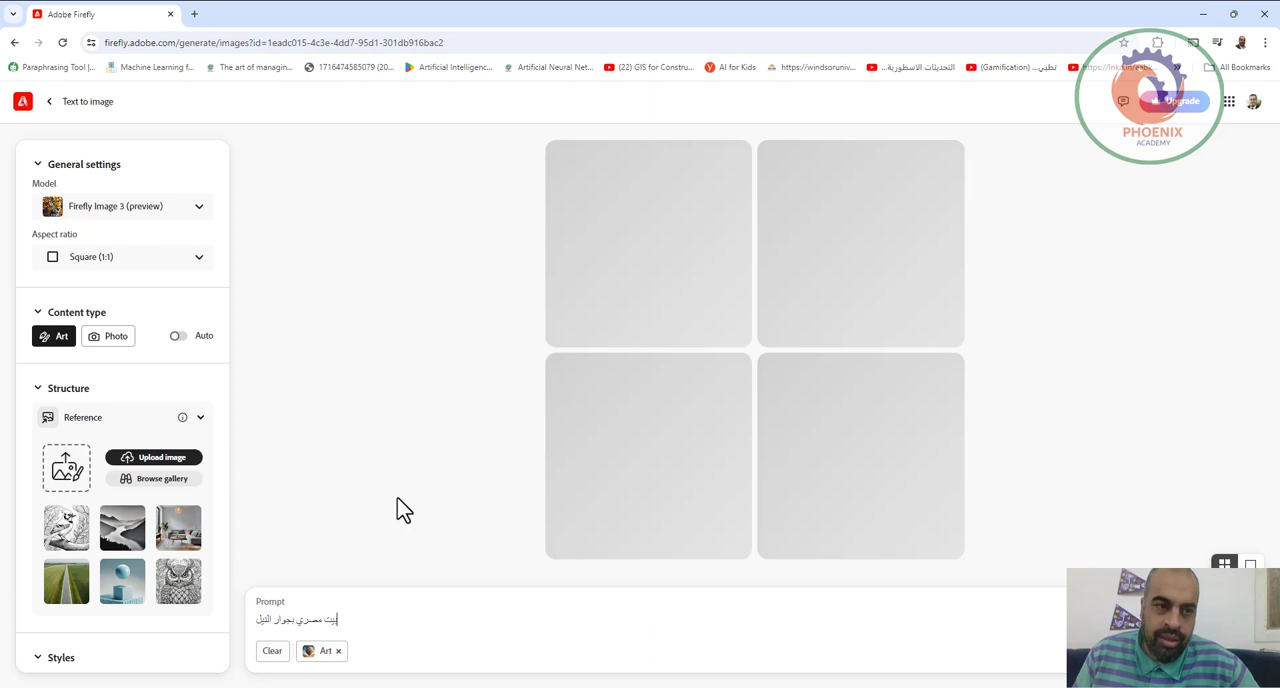 Adobe Firefly
firefly.adobe.com/generate/images?id=1eadc015-4c3e-4dd7-95d1-301db916bac2
Paraphrasing Tool |...
Machine Learning f...
The art of managin...
1716474585079 (20...
Artificial Intelligenc...
Artificial Neural Net...
(22) GIS for Constru...
AI for Kids
https://windsoruniv...
التحديثات الاسطورية...
(Gamification) تطبي...
All Bookmarks
Text to image
Upgrade
PHOENIX
ACADEMY
General settings
Model
Firefly Image 3 (preview)
Aspect ratio
Square (1:1)
Content type
Art
Photo
Auto
Structure
Reference
Upload image
Browse gallery
Styles
Prompt
بيت مصري بجوار النيل
Clear
Art